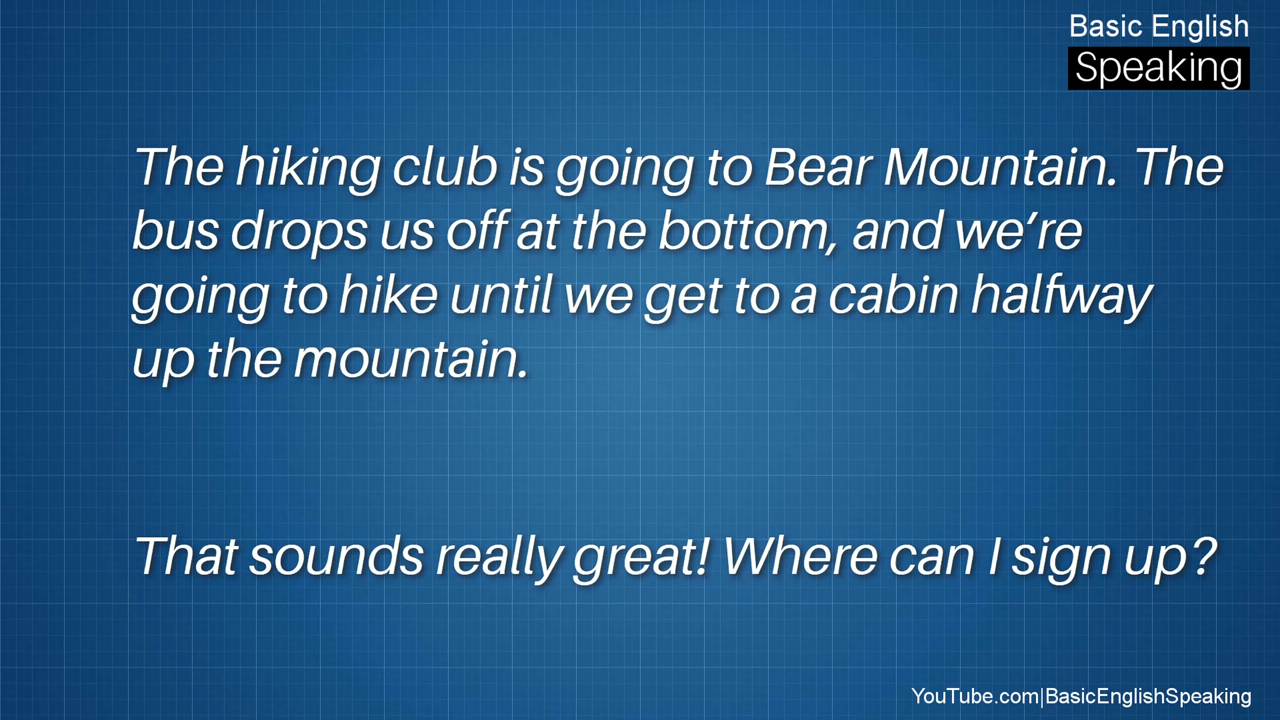 Basic English
Speaking
The hiking club is going to Bear Mountain. The
bus drops us off at the bottom, and we’re
going to hike until we get to a cabin halfway
up the mountain.
That sounds really great! Where can I sign up?
YouTube.com|BasicEnglishSpeaking